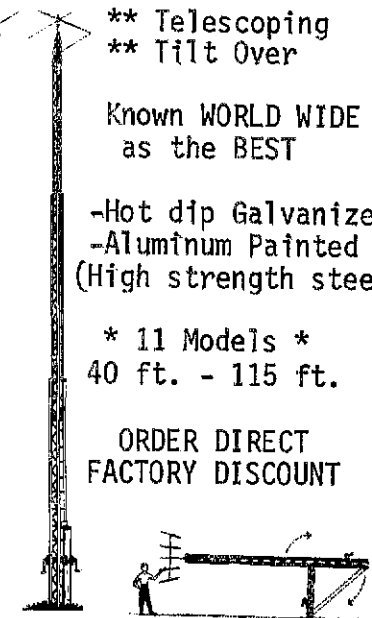 ** Telescoping
** Tilt Over
Known WORLD WIDE
as the BEST
-Hot dip Galvanize
-Aluminum Painted
(High strength stee
* 11 Models *
40 ft. - 115 ft.
ORDER DIRECT
FACTORY DISCOUNT